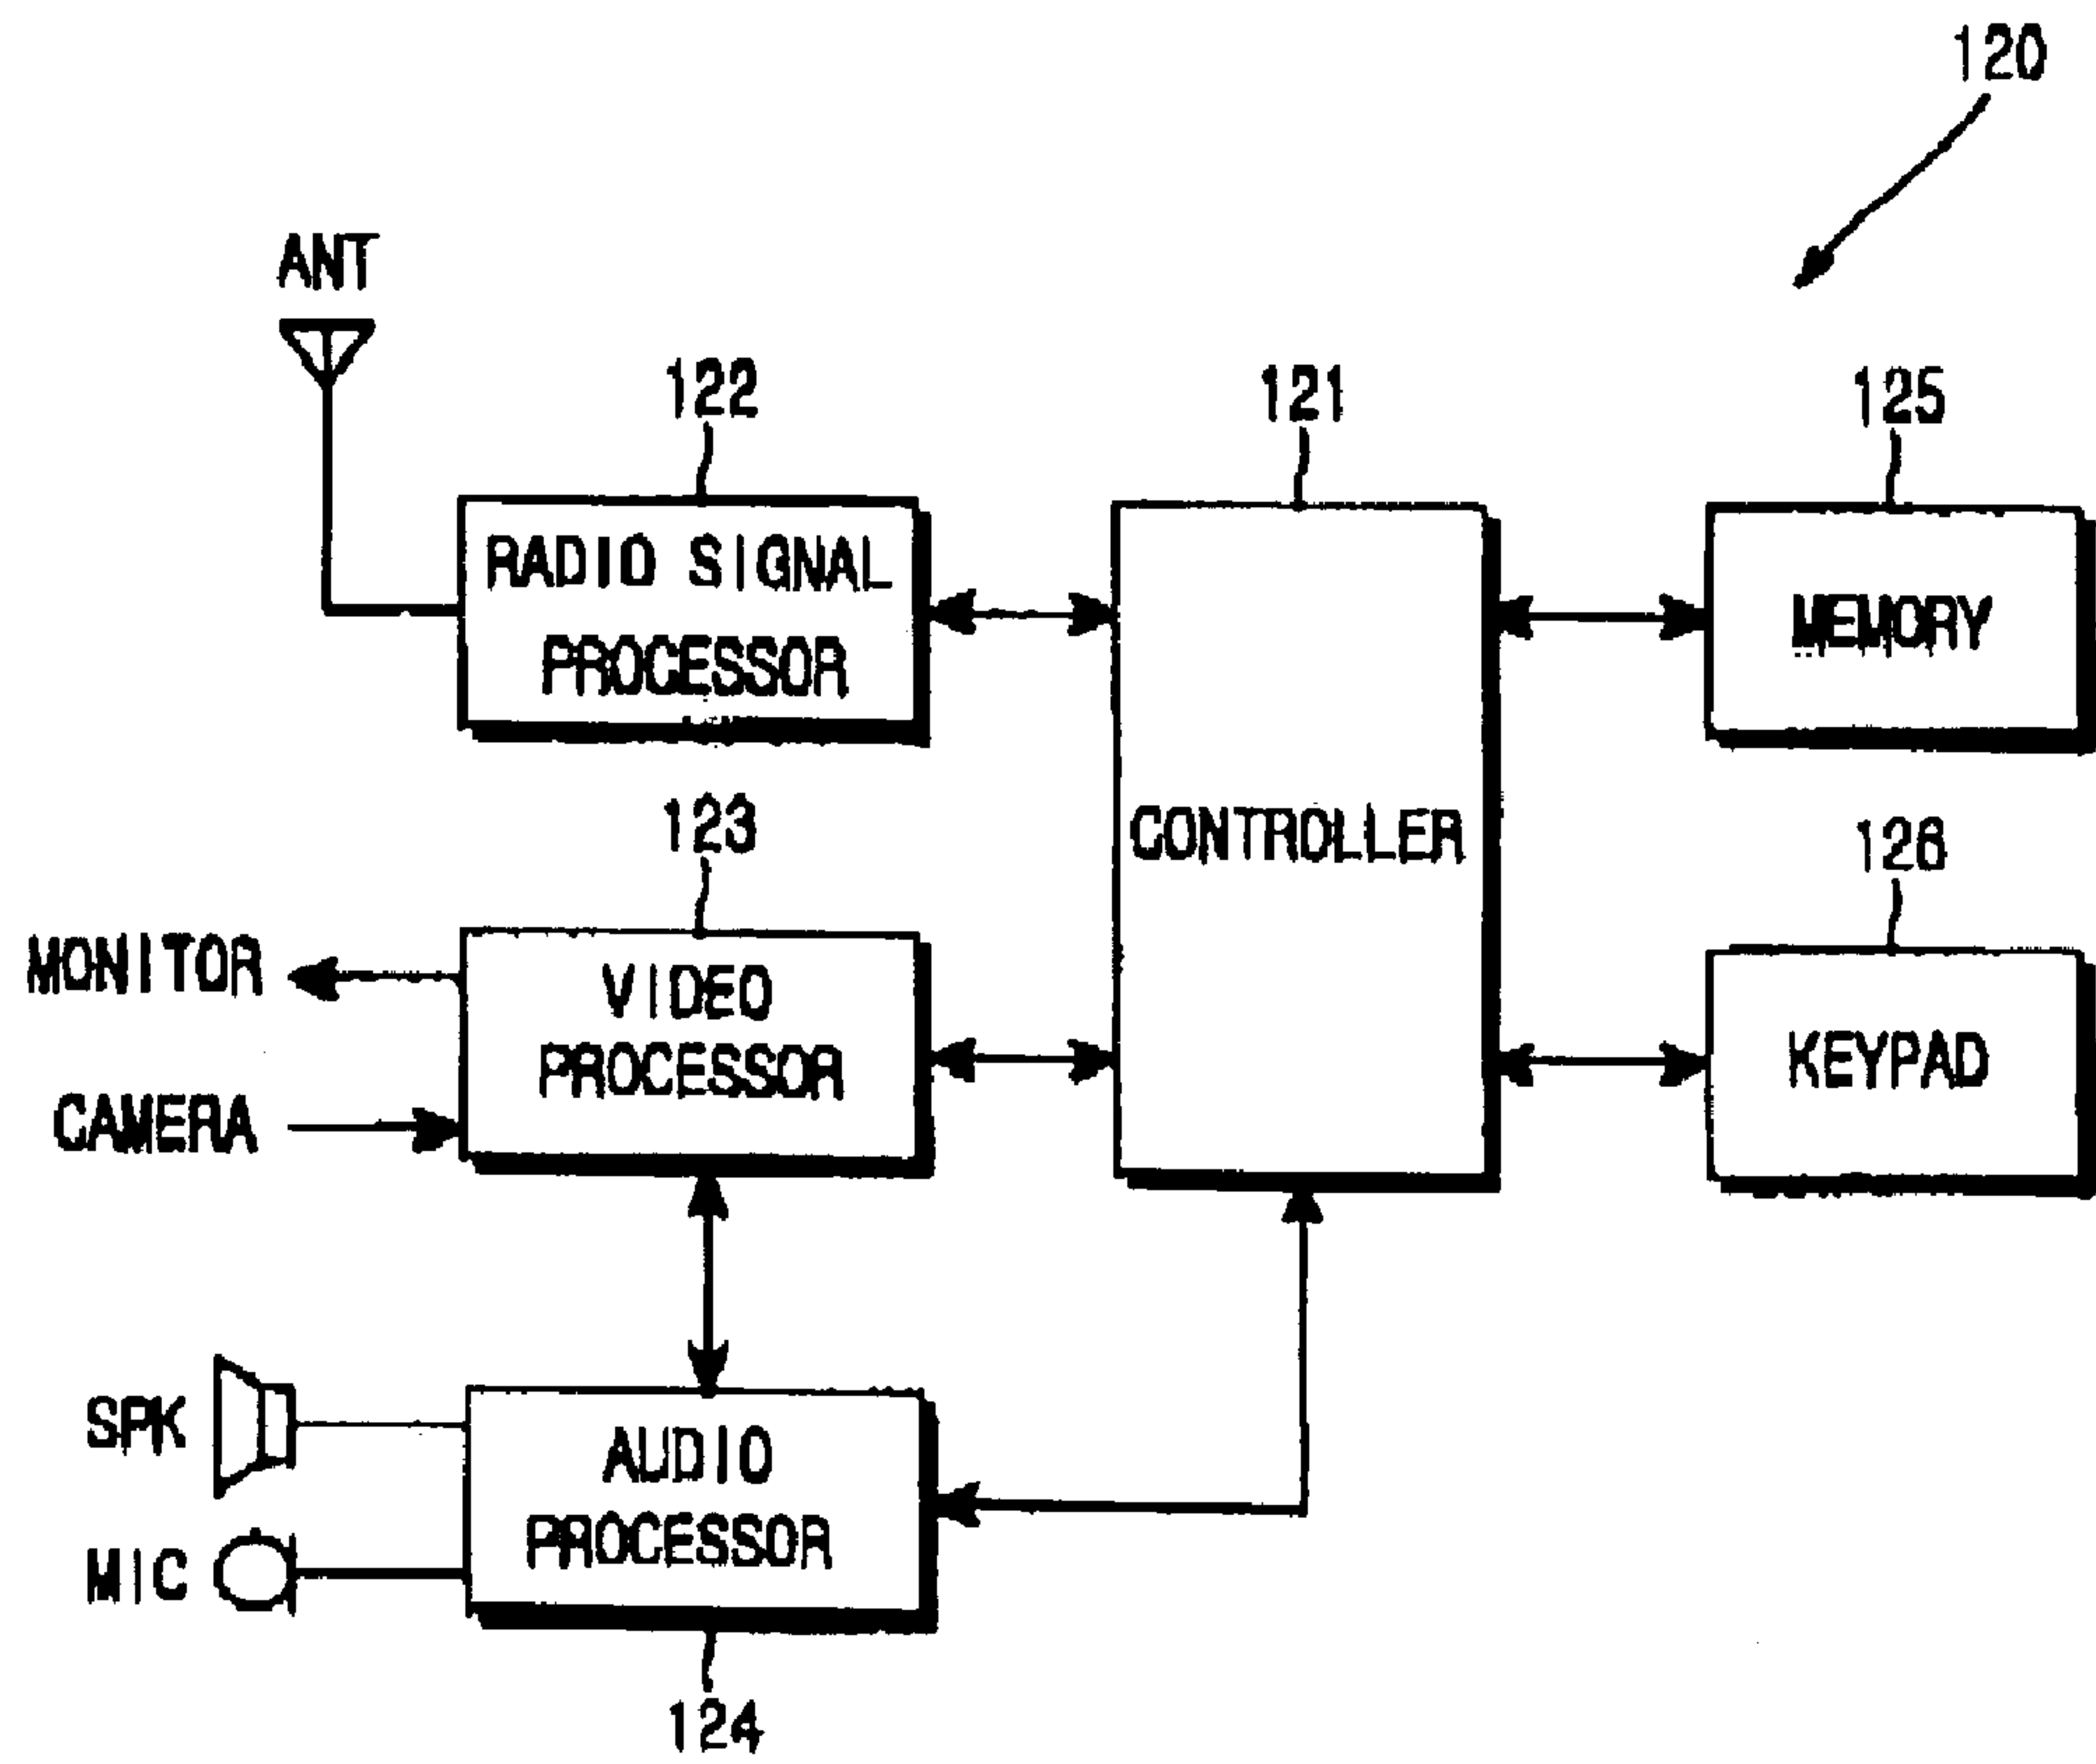 120
ANT
122
121
125
RADIO SIGNAL
PROCESSOR
MEMORY
123
CONTROLLER
126
MONITOR
VIDEO
PROCESSOR
KEYPAD
CAMERA
SPK
AUDIO
PROCESSOR
MIC
124